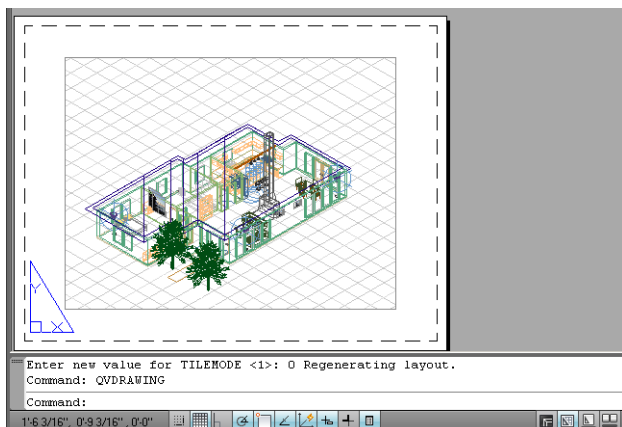 Y
X
Enter new value for TILEMODE <1>: 0 Regenerating layout.
Command: QVDRAWING
Command:
1'-6 3/16", 0'-9 3/16" , 0'-0"